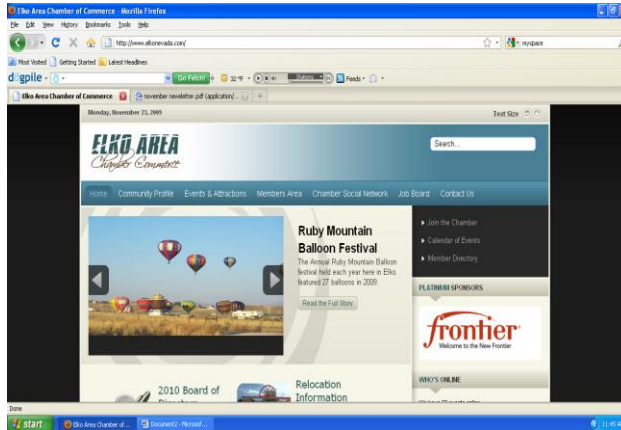 Elko Area Chamber of Commerce - Mozilla Firefox
File Edit View History Bookmarks Tools Help
http://www.elkonevada.com/
myspace
Most Visited Getting Started Latest Headlines
dogpile Go Fetch! 32 °F Stations Feeds
Elko Area Chamber of Commerce november newsletter.pdf (application/...
Monday, November 23, 2009 Text Size
ELKO AREA
Chamber Commerce
Search...
Home Community Profile Events & Attractions Members Area Chamber Social Network Job Board Contact Us
Ruby Mountain
Balloon Festival
The Annual Ruby Mountain Balloon
festival held each year here in Elko
featured 27 balloons in 2009.
Read the Full Story
Join the Chamber
Calendar of Events
Member Directory
PLATINUM SPONSORS
frontier
Welcome to the New Frontier
WHO'S ONLINE
2010 Board of
Relocation
Information
Done
start Elko Area Chamber of... Document2 - Microsof... 11:45 AM